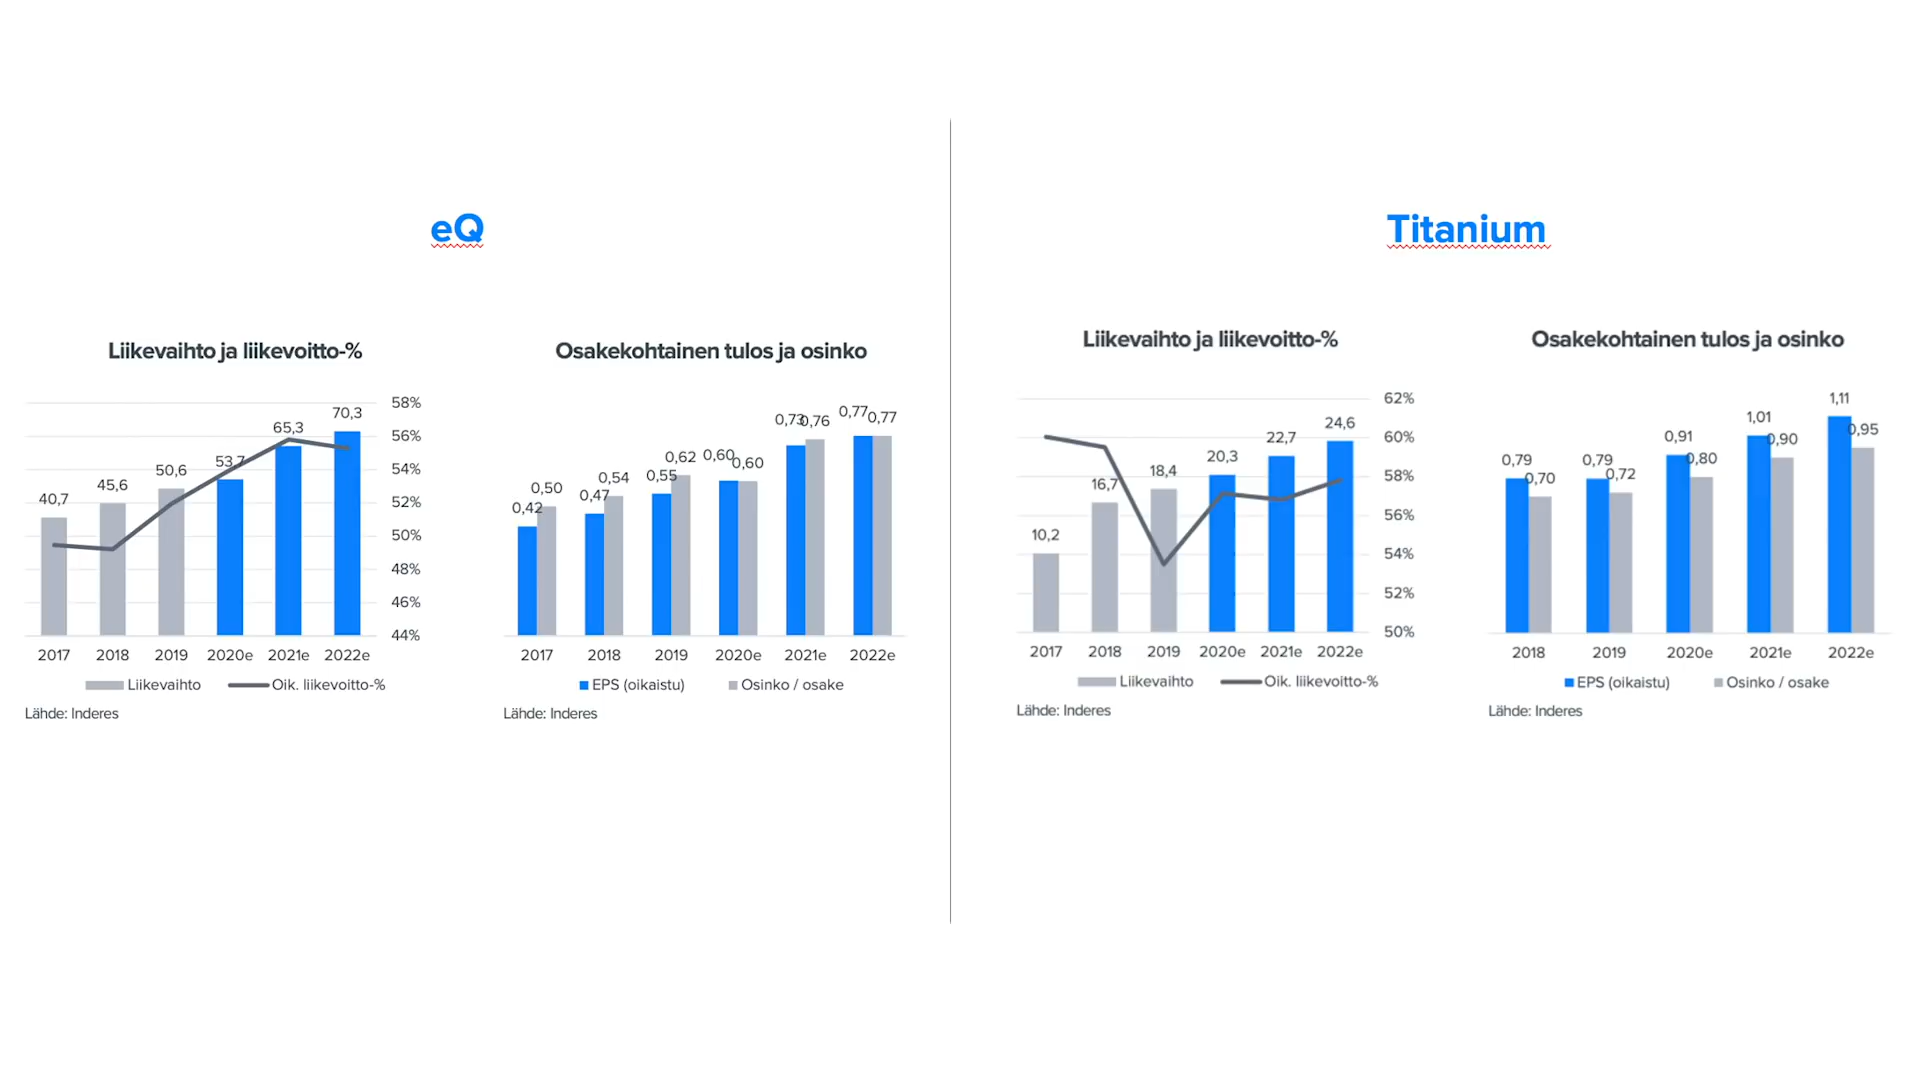 eQ
Titanium
Liikevaihto ja liikevoitto-%
58%
56%
54%
52%
50%
48%
46%
44%
40,7
45,6
50,6
53,7
65,3
70,3
2017 2018 2019 2020e 2021e 2022e
Liikevaihto Oik. liikevoitto-%
Lähde: Inderes
Osakekohtainen tulos ja osinko
0,42 0,50
0,47 0,54
0,55 0,62
0,60 0,60
0,73 0,76
0,77 0,77
2017 2018 2019 2020e 2021e 2022e
EPS (oikaistu) Osinko / osake
Lähde: Inderes
Liikevaihto ja liikevoitto-%
62%
60%
58%
56%
54%
52%
50%
10,2
16,7
18,4
20,3
22,7
24,6
2017 2018 2019 2020e 2021e 2022e
Liikevaihto Oik. liikevoitto-%
Lähde: Inderes
Osakekohtainen tulos ja osinko
0,79 0,70
0,79 0,72
0,91 0,80
1,01 0,90
1,11 0,95
2018 2019 2020e 2021e 2022e
EPS (oikaistu) Osinko / osake
Lähde: Inderes